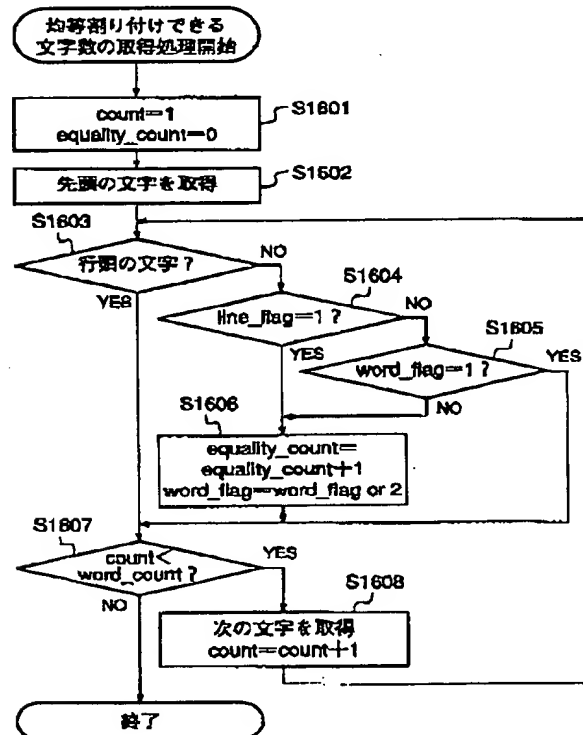 均等割り付けできる
文字数の取得処理開始
count=1
equality_count=0
S1601
先頭の文字を取得
S1602
S1603
行頭の文字？
NO
YES
S1604
line_flag=1？
NO
YES
S1605
word_flag=1？
YES
NO
S1606
equality_count=
equality_count+1
word_flag=word_flag or 2
S1607
count<
word_count？
YES
NO
S1608
次の文字を取得
count=count+1
終了